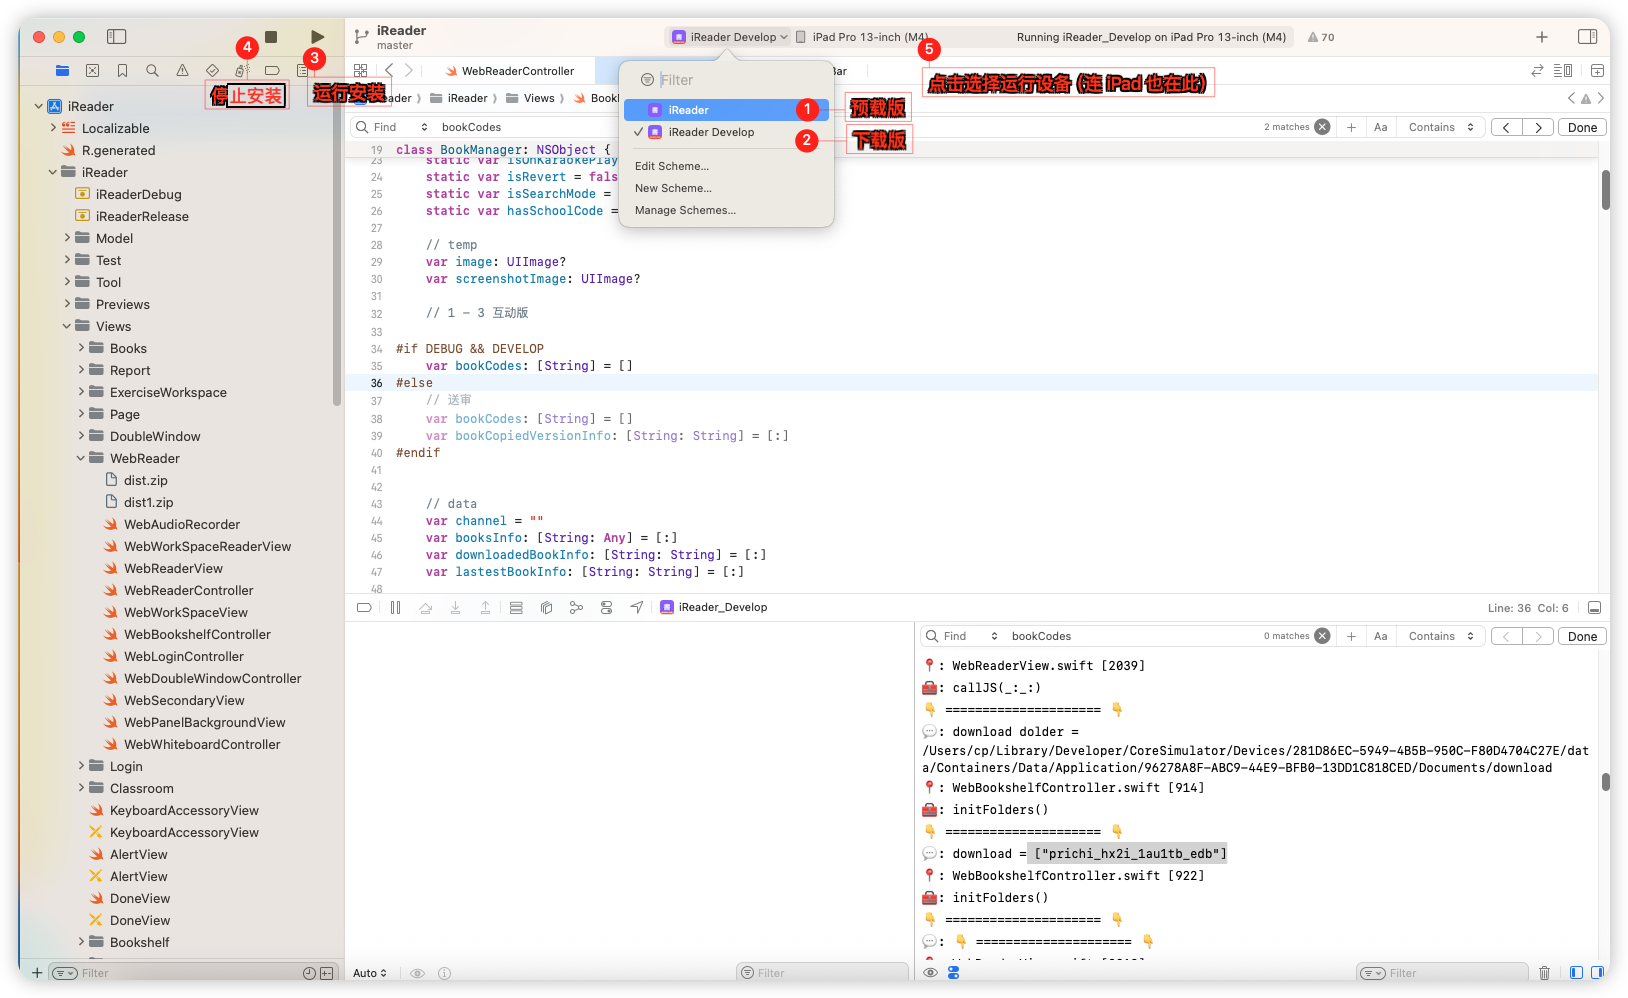 iReader
master
iReader Develop
iPad Pro 13-inch (M4)
Running iReader_Develop on iPad Pro 13-inch (M4)
70
4
3
5
停止安装
运行安装
点击选择运行设备 (连 iPad 也在此)
WebReaderController
Bar
eader
iReader
Views
Book
Find
bookCodes
2 matches
Aa
Contains
Done
Filter
iReader
1
预载版
iReader Develop
2
下载版
Edit Scheme...
New Scheme...
Manage Schemes...
iReader
Localizable
R.generated
iReader
iReaderDebug
iReaderRelease
Model
Test
Tool
Previews
Views
Books
Report
ExerciseWorkspace
Page
DoubleWindow
WebReader
dist.zip
dist1.zip
WebAudioRecorder
WebWorkSpaceReaderView
WebReaderView
WebReaderController
WebWorkSpaceView
WebBookshelfController
WebLoginController
WebDoubleWindowController
WebSecondaryView
WebPanelBackgroundView
WebWhiteboardController
Login
Classroom
KeyboardAccessoryView
KeyboardAccessoryView
AlertView
AlertView
DoneView
DoneView
Bookshelf
Filter
19 class BookManager: NSObject {
23 static var isOnKaraokePlay
24 static var isRevert = fals
25 static var isSearchMode =
26 static var hasSchoolCode =
27
28 // temp
29 var image: UIImage?
30 var screenshotImage: UIImage?
31
32 // 1 - 3 互动版
33
34 #if DEBUG && DEVELOP
35 var bookCodes: [String] = []
36 #else
37 // 送审
38 var bookCodes: [String] = []
39 var bookCopiedVersionInfo: [String: String] = [:]
40 #endif
41
42
43 // data
44 var channel = ""
45 var booksInfo: [String: Any] = [:]
46 var downloadedBookInfo: [String: String] = [:]
47 var lastestBookInfo: [String: String] = [:]
48
iReader_Develop
Line: 36 Col: 6
Find
bookCodes
0 matches
Aa
Contains
Done
📍: WebReaderView.swift [2039]
🧰: callJS(_:_:)
👇 ===================== 👇
💬: download dolder =
/Users/cp/Library/Developer/CoreSimulator/Devices/281D86EC-5949-4B5B-950C-F80D4704C27E/dat
a/Containers/Data/Application/96278A8F-ABC9-44E9-BFB0-13DD1C818CED/Documents/download
📍: WebBookshelfController.swift [914]
🧰: initFolders()
👇 ===================== 👇
💬: download = ["prichi_hx2i_1au1tb_edb"]
📍: WebBookshelfController.swift [922]
🧰: initFolders()
👇 ===================== 👇
💬: 👇 ===================== 👇
Auto
Filter
Filter